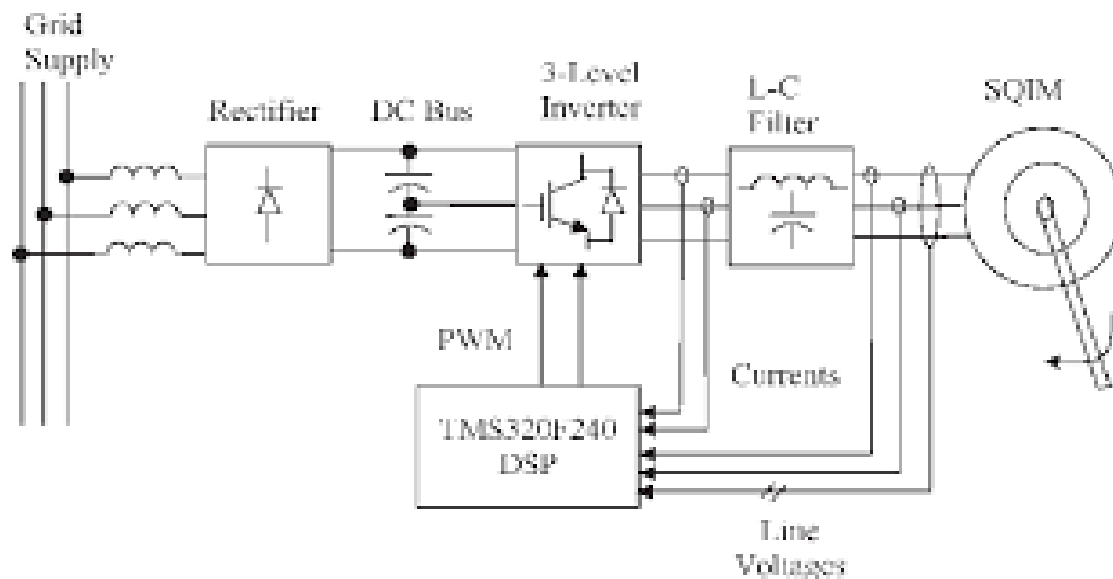 Grid
Supply
Rectifier
DC Bus
3-Level
Inverter
L-C
Filter
SQIM
PWM
Currents
TMS320F240
DSP
Line
Voltages